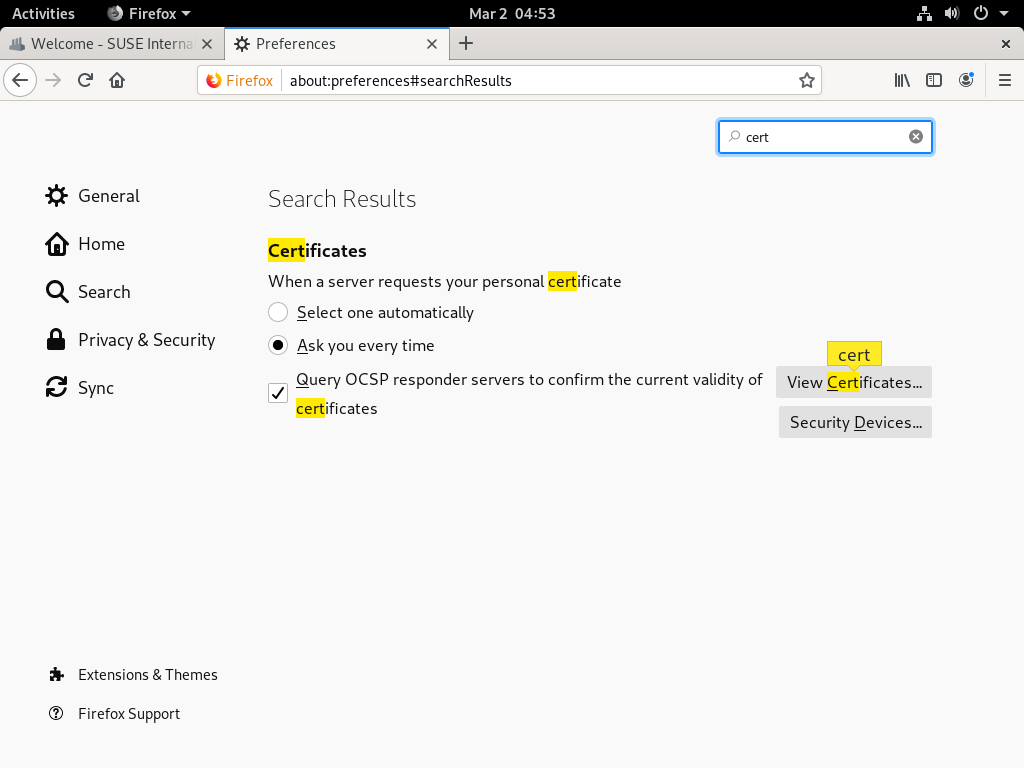 Activities
Firefox
Mar 2 04:53
Welcome - SUSE Interna
Preferences
Firefox
about:preferences#searchResults
cert
General
Home
Search
Privacy & Security
Sync
Search Results
Certificates
When a server requests your personal certificate
Select one automatically
Ask you every time
Query OCSP responder servers to confirm the current validity of
certificates
cert
View Certificates...
Security Devices...
Extensions & Themes
Firefox Support